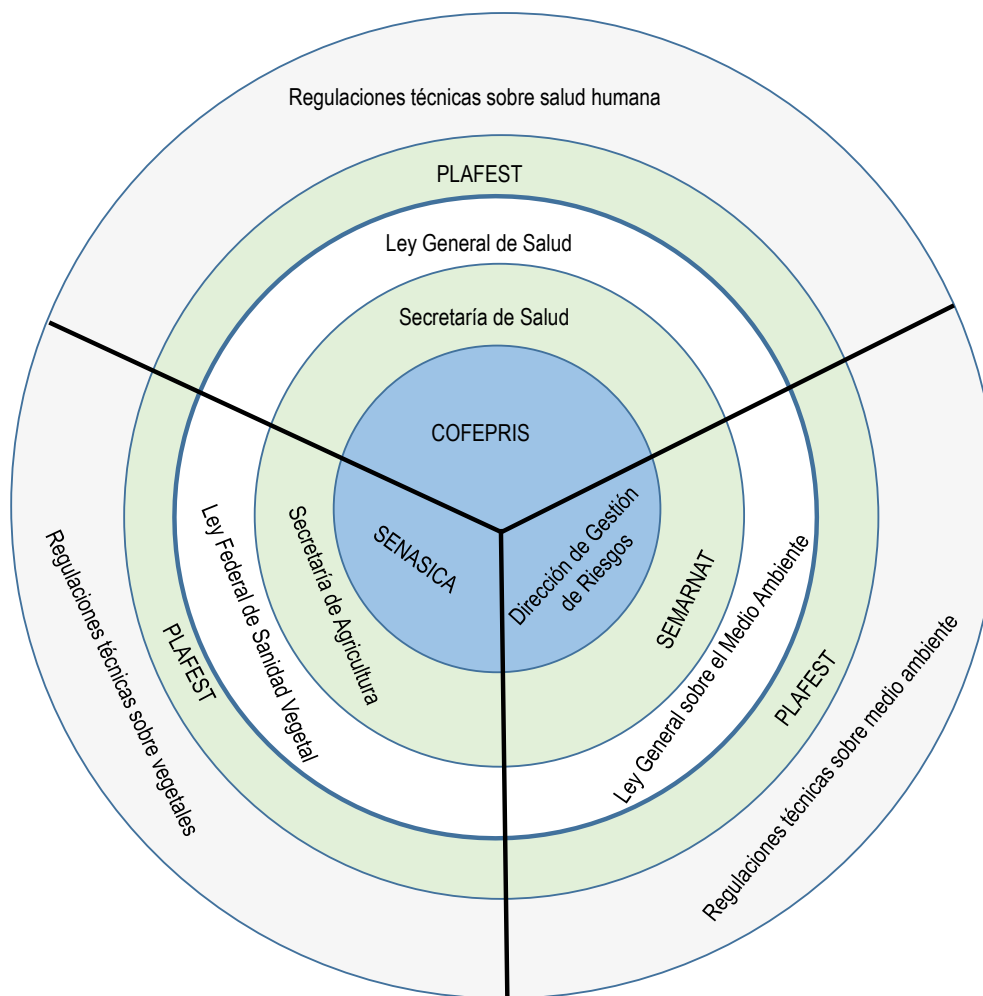 Regulaciones técnicas sobre salud humana
PLAFEST
Ley General de Salud
Secretaría de Salud
COFEPRIS
SENASICA
Secretaría de Agricultura
Ley Federal de Sanidad Vegetal
PLAFEST
Regulaciones técnicas sobre vegetales
Dirección de Gestión
de Riesgos
SEMARNAT
Ley General sobre el Medio Ambiente
PLAFEST
Regulaciones técnicas sobre medio ambiente